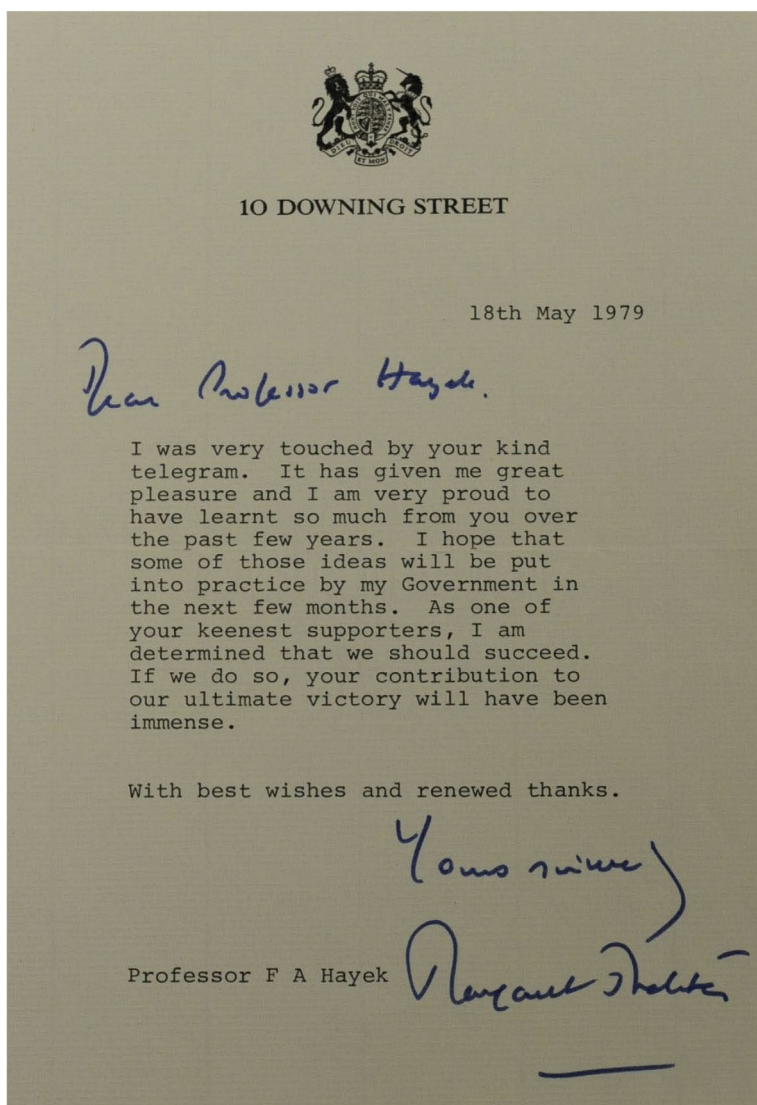 DIEU ET MON DROIT
10 DOWNING STREET
18th May 1979
Dear Professor Hayek.
I was very touched by your kind
telegram.  It has given me great
pleasure and I am very proud to
have learnt so much from you over
the past few years.  I hope that
some of those ideas will be put
into practice by my Government in
the next few months.  As one of
your keenest supporters, I am
determined that we should succeed.
If we do so, your contribution to
our ultimate victory will have been
immense.
With best wishes and renewed thanks.
Yours sincerely
Margaret Thatcher
Professor F A Hayek